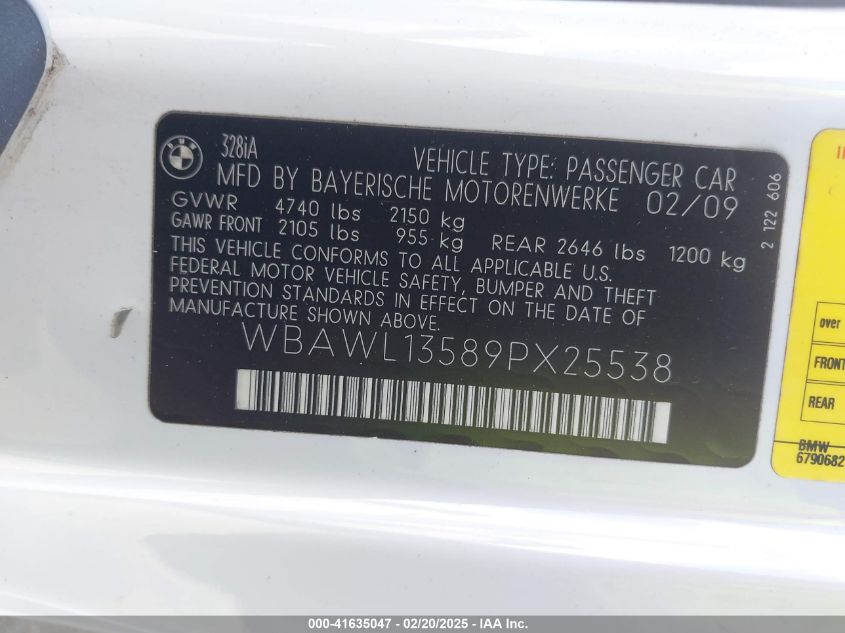 328iA
VEHICLE TYPE: PASSENGER CAR
MFD BY BAYERISCHE MOTORENWERKE 02/09
GVWR 4740 lbs 2150 kg
GAWR FRONT 2105 lbs 955 kg REAR 2646 lbs 1200 kg
THIS VEHICLE CONFORMS TO ALL APPLICABLE U.S.
FEDERAL MOTOR VEHICLE SAFETY, BUMPER AND THEFT
PREVENTION STANDARDS IN EFFECT ON THE DATE OF
MANUFACTURE SHOWN ABOVE.
WBAWL13589PX25538
2 122 606
over
FRONT
REAR
BMW
6790682
000-41635047 - 02/20/2025 - IAA Inc.